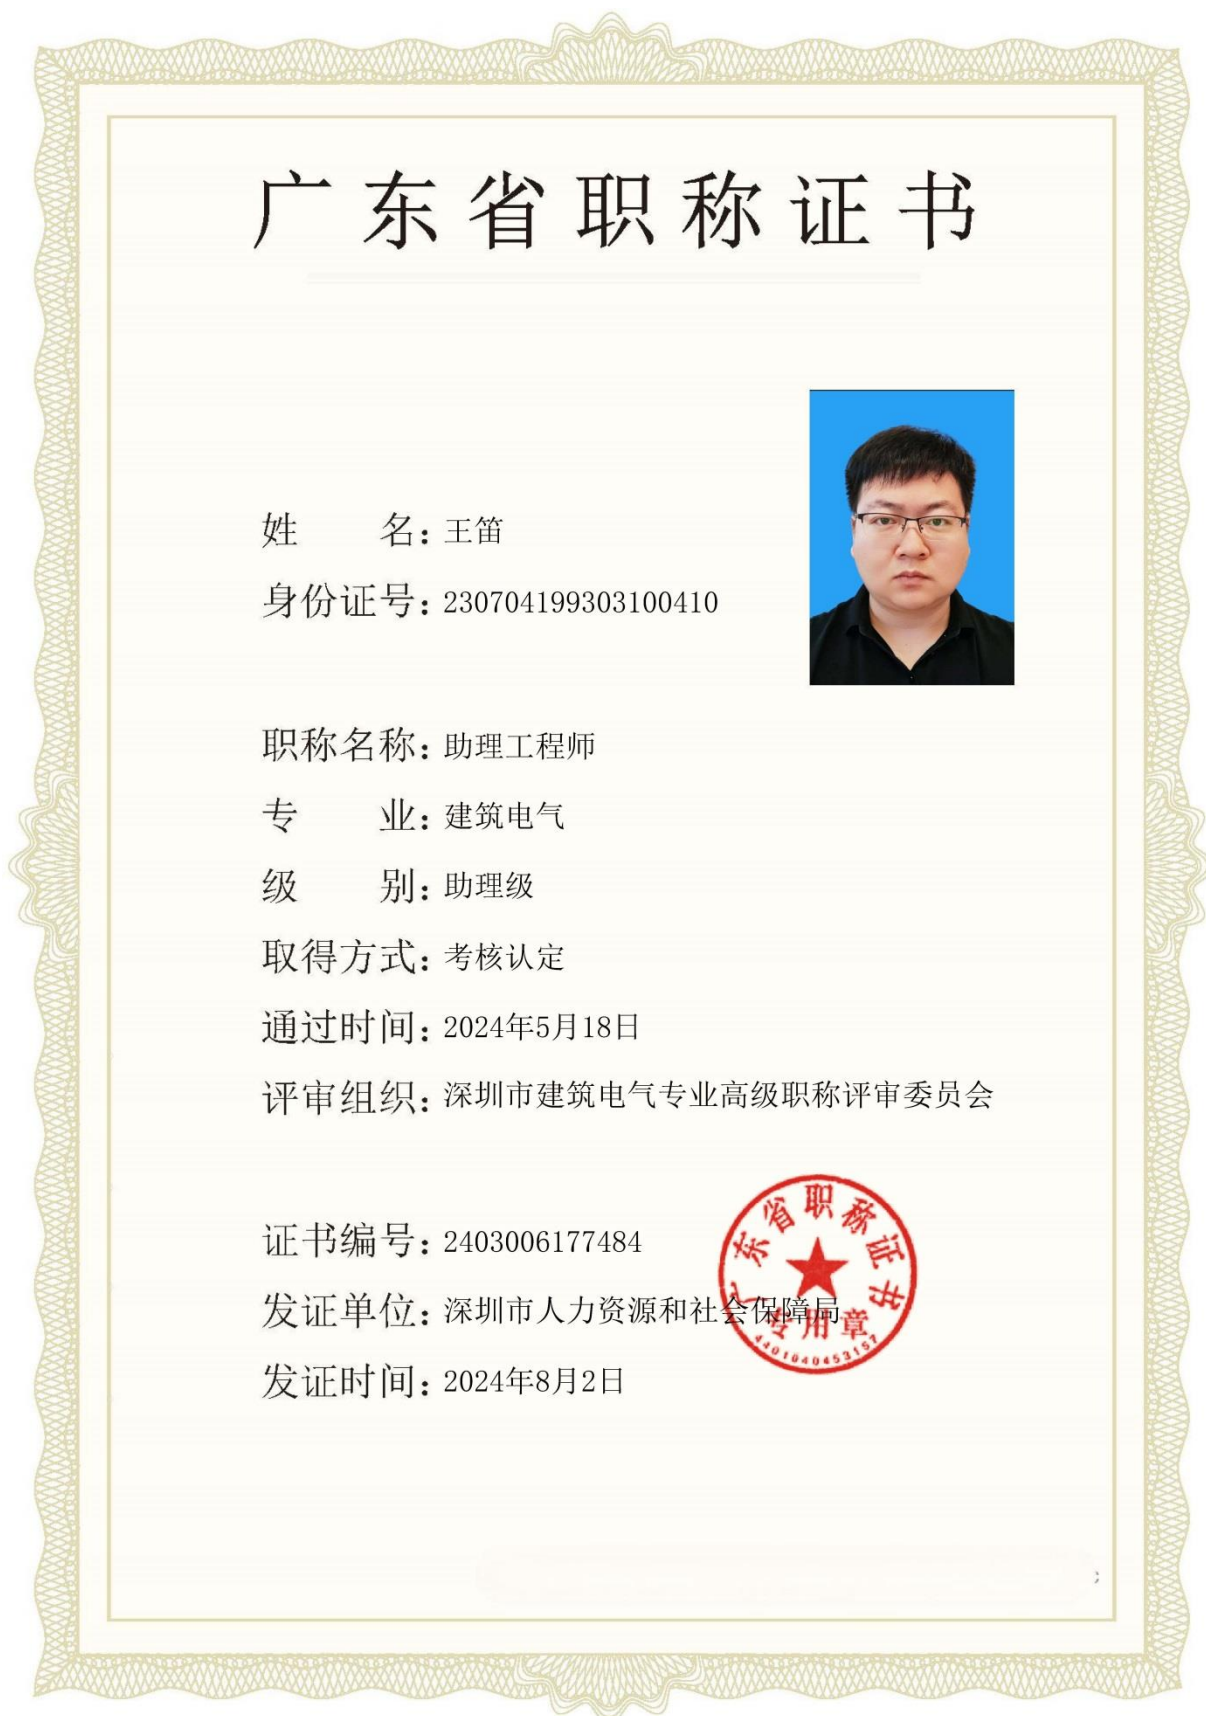 广东省职称证书
姓 名：王笛
身份证号：230704199303100410
职称名称：助理工程师
专 业：建筑电气
级 别：助理级
取得方式：考核认定
通过时间：2024年5月18日
评审组织：深圳市建筑电气专业高级职称评审委员会
证书编号：2403006177484
发证单位：深圳市人力资源和社会保障局
发证时间：2024年8月2日
广东省职称证书
专用章
4401040453157